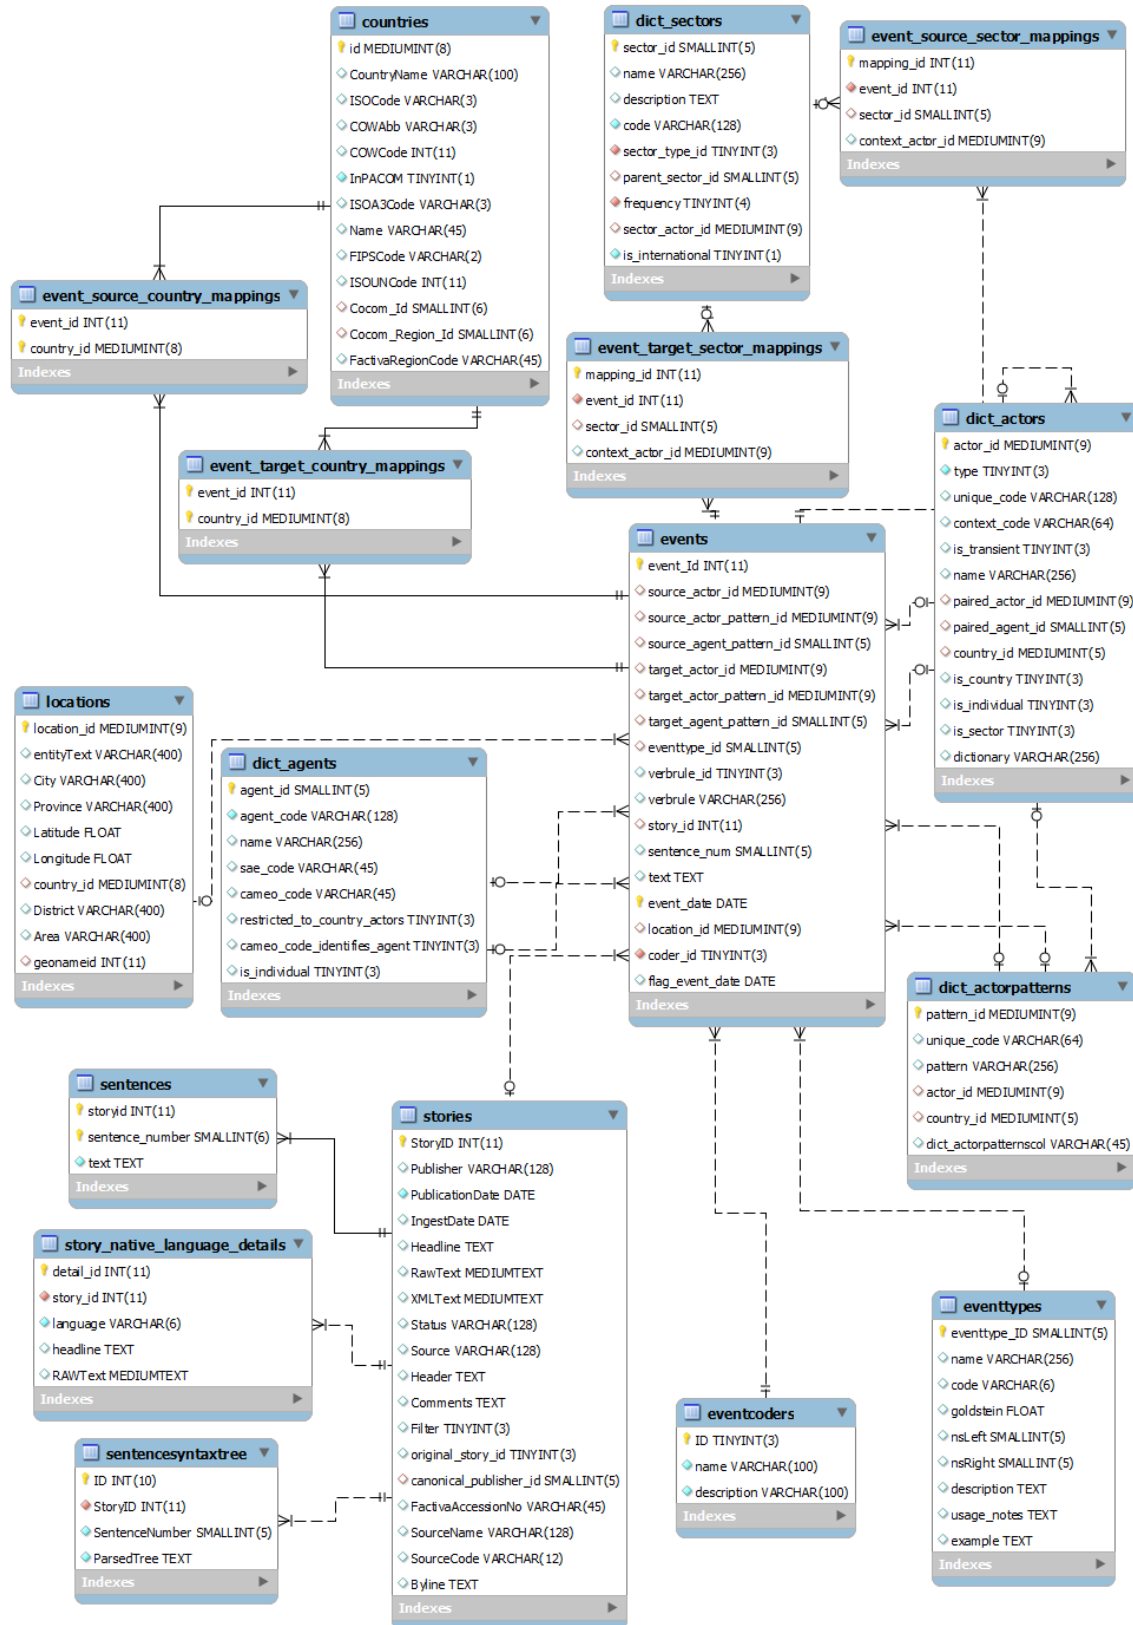 countries
id MEDIUMINT(8)
CountryName VARCHAR(100)
ISOCode VARCHAR(3)
COWAbb VARCHAR(3)
COWCode INT(11)
InPACOM TINYINT(1)
ISOA3Code VARCHAR(3)
Name VARCHAR(45)
FIPSCode VARCHAR(2)
ISOUNCode INT(11)
Cocom_Id SMALLINT(6)
Cocom_Region_Id SMALLINT(6)
FactivaRegionCode VARCHAR(45)
Indexes
dict_sectors
sector_id SMALLINT(5)
name VARCHAR(256)
description TEXT
code VARCHAR(128)
sector_type_id TINYINT(3)
parent_sector_id SMALLINT(5)
frequency TINYINT(4)
sector_actor_id MEDIUMINT(9)
is_international TINYINT(1)
Indexes
event_source_sector_mappings
mapping_id INT(11)
event_id INT(11)
sector_id SMALLINT(5)
context_actor_id MEDIUMINT(9)
Indexes
event_source_country_mappings
event_id INT(11)
country_id MEDIUMINT(8)
Indexes
event_target_sector_mappings
mapping_id INT(11)
event_id INT(11)
sector_id SMALLINT(5)
context_actor_id MEDIUMINT(9)
Indexes
event_target_country_mappings
event_id INT(11)
country_id MEDIUMINT(8)
Indexes
dict_actors
actor_id MEDIUMINT(9)
type TINYINT(3)
unique_code VARCHAR(128)
context_code VARCHAR(64)
is_transient TINYINT(3)
name VARCHAR(256)
paired_actor_id MEDIUMINT(9)
paired_agent_id SMALLINT(5)
country_id MEDIUMINT(5)
is_country TINYINT(3)
is_individual TINYINT(3)
is_sector TINYINT(3)
dictionary VARCHAR(256)
Indexes
events
event_Id INT(11)
source_actor_id MEDIUMINT(9)
source_actor_pattern_id MEDIUMINT(9)
source_agent_pattern_id SMALLINT(5)
target_actor_id MEDIUMINT(9)
target_actor_pattern_id MEDIUMINT(9)
target_agent_pattern_id SMALLINT(5)
eventtype_id SMALLINT(5)
verbrule_id TINYINT(3)
verbrule VARCHAR(256)
story_id INT(11)
sentence_num SMALLINT(5)
text TEXT
event_date DATE
location_id MEDIUMINT(9)
coder_id TINYINT(3)
flag_event_date DATE
Indexes
locations
location_id MEDIUMINT(9)
entityText VARCHAR(400)
City VARCHAR(400)
Province VARCHAR(400)
Latitude FLOAT
Longitude FLOAT
country_id MEDIUMINT(8)
District VARCHAR(400)
Area VARCHAR(400)
geonameid INT(11)
Indexes
dict_agents
agent_id SMALLINT(5)
agent_code VARCHAR(128)
name VARCHAR(256)
sae_code VARCHAR(45)
cameo_code VARCHAR(45)
restricted_to_country_actors TINYINT(3)
cameo_code_identifies_agent TINYINT(3)
is_individual TINYINT(3)
Indexes
dict_actorpatterns
pattern_id MEDIUMINT(9)
unique_code VARCHAR(64)
pattern VARCHAR(256)
actor_id MEDIUMINT(9)
country_id MEDIUMINT(5)
dict_actorpatternscol VARCHAR(45)
Indexes
sentences
storyid INT(11)
sentence_number SMALLINT(6)
text TEXT
Indexes
stories
StoryID INT(11)
Publisher VARCHAR(128)
PublicationDate DATE
IngestDate DATE
Headline TEXT
RawText MEDIUMTEXT
XMLText MEDIUMTEXT
Status VARCHAR(128)
Source VARCHAR(128)
Header TEXT
Comments TEXT
Filter TINYINT(3)
original_story_id TINYINT(3)
canonical_publisher_id SMALLINT(5)
FactivaAccessionNo VARCHAR(45)
SourceName VARCHAR(128)
SourceCode VARCHAR(12)
Byline TEXT
Indexes
story_native_language_details
detail_id INT(11)
story_id INT(11)
language VARCHAR(6)
headline TEXT
RAWText MEDIUMTEXT
Indexes
sentencesyntaxtree
ID INT(10)
StoryID INT(11)
SentenceNumber SMALLINT(5)
ParsedTree TEXT
Indexes
eventcoders
ID TINYINT(3)
name VARCHAR(100)
description VARCHAR(100)
Indexes
eventtypes
eventtype_ID SMALLINT(5)
name VARCHAR(256)
code VARCHAR(6)
goldstein FLOAT
nsLeft SMALLINT(5)
nsRight SMALLINT(5)
description TEXT
usage_notes TEXT
example TEXT
Indexes